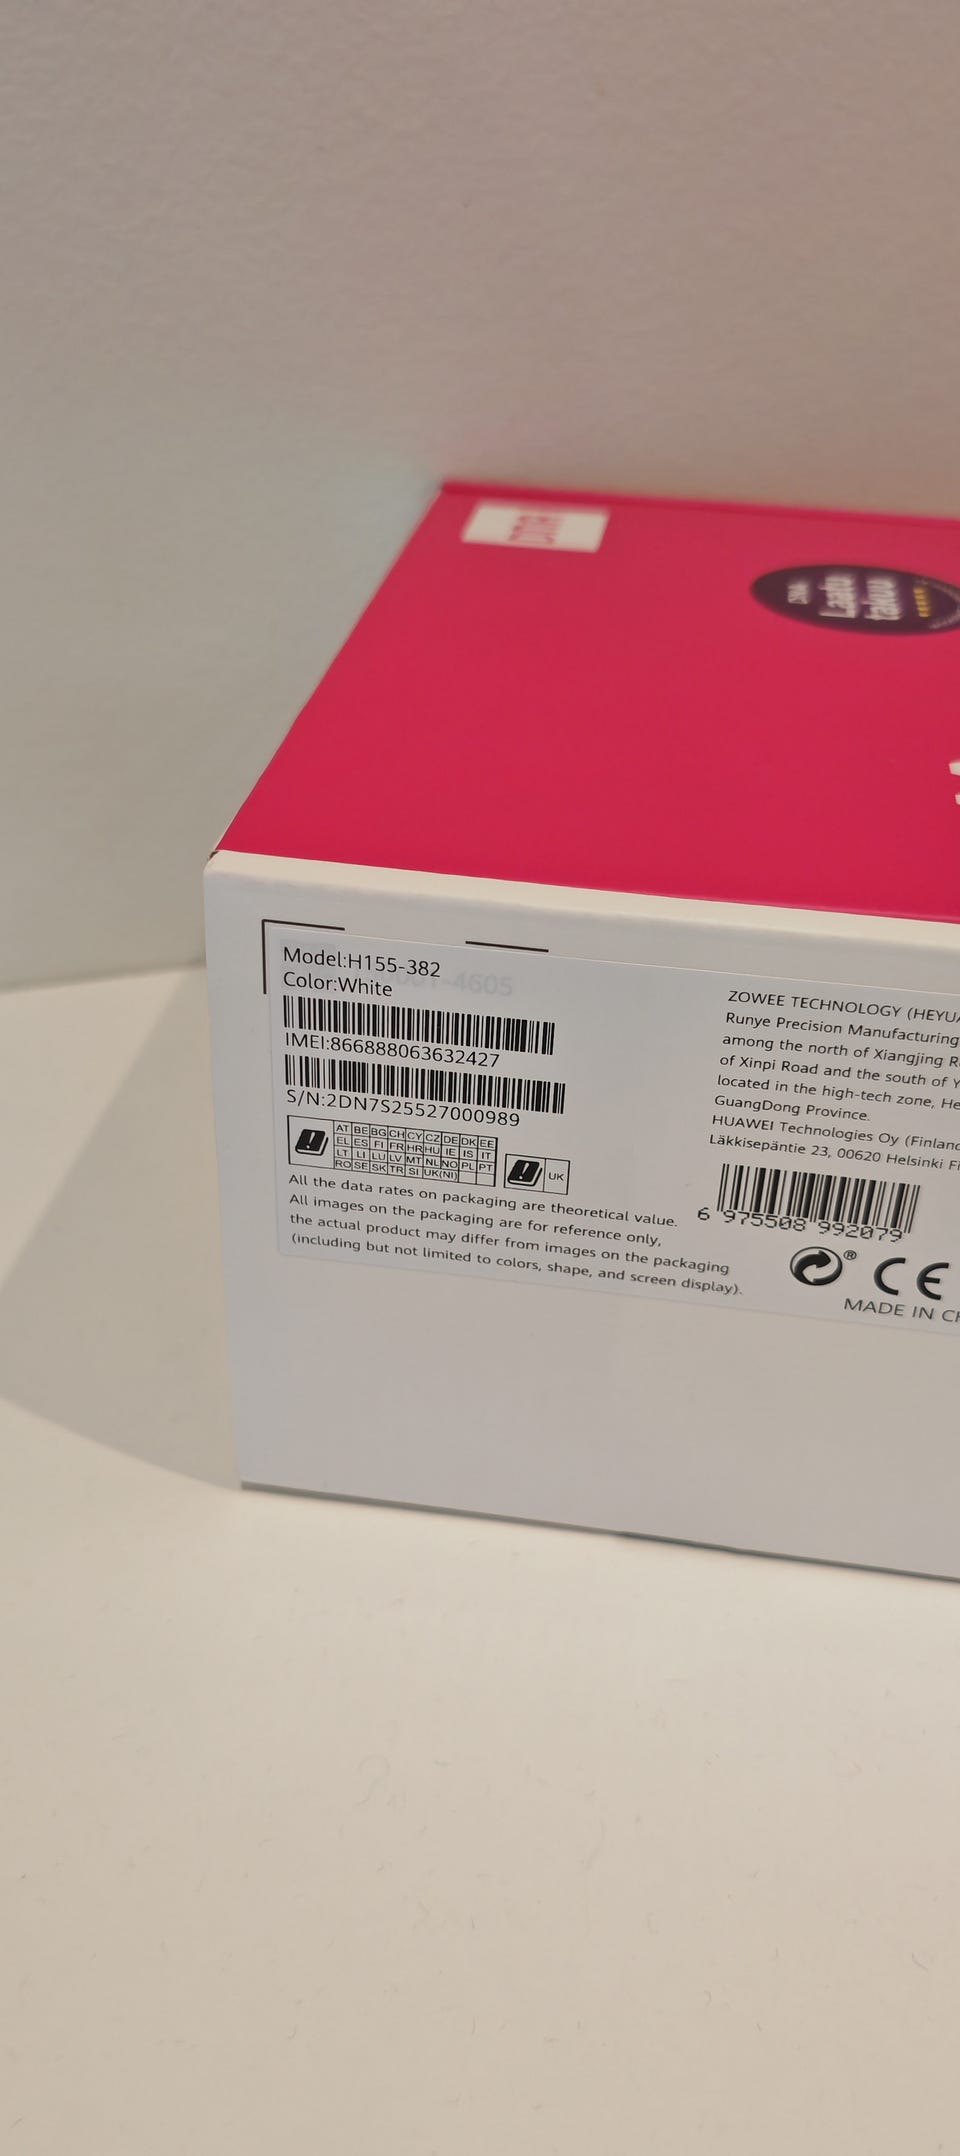 DNA
DNA
Laatu
takuu
Model:H155-382
Color:White
IMEI:866888063632427
S/N:2DN7S25527000989
AT BE BG CH CY CZ DE DK EE
EL ES FI FR HR HU IE IS IT
LT LI LU LV MT NL NO PL PT
RO SE SK TR SI UK(NI)
UK
All the data rates on packaging are theoretical value.
All images on the packaging are for reference only,
the actual product may differ from images on the packaging
(including but not limited to colors, shape, and screen display).
ZOWEE TECHNOLOGY
Runye Precision Manufacturing
among the north of Xiangjing
of Xinpi Road and the south of
located in the high-tech zone,
GuangDong Province.
HUAWEI Technologies Oy (Finland
Läkkisepäntie 23, 00620 Helsinki
6 975508 992079
®
CE
MADE IN